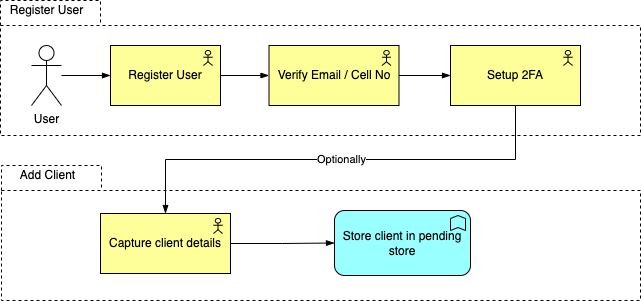 Register User
Register User
Verify Email / Cell No
Setup 2FA
User
Optionally
Add Client
Capture client details
Store client in pending
store